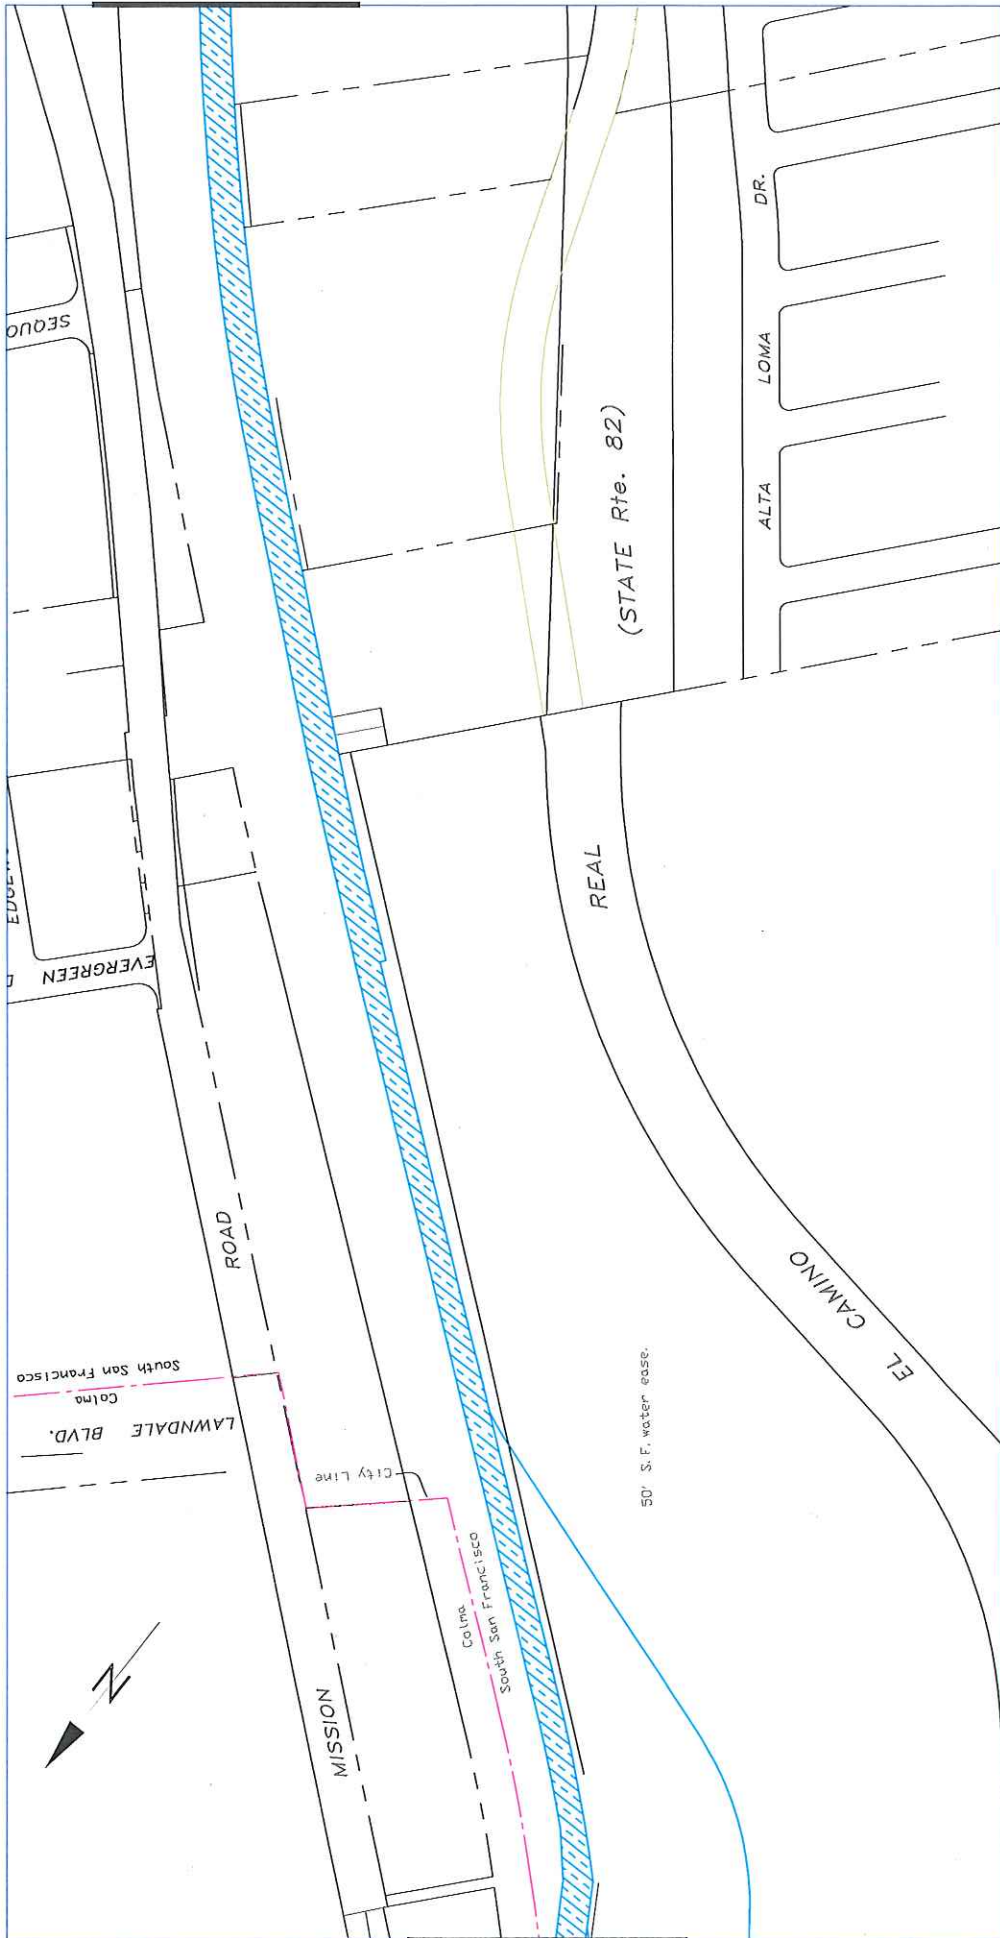 SEQUO
DR.
LOMA
ALTA
(STATE Rte. 82)
REAL
EVERGREEN
ROAD
EL CAMINO
South San Francisco
Colma
LAWNDALE BLVD.
City Line
50' S.F. water ease.
Colma
South San Francisco
N
MISSION